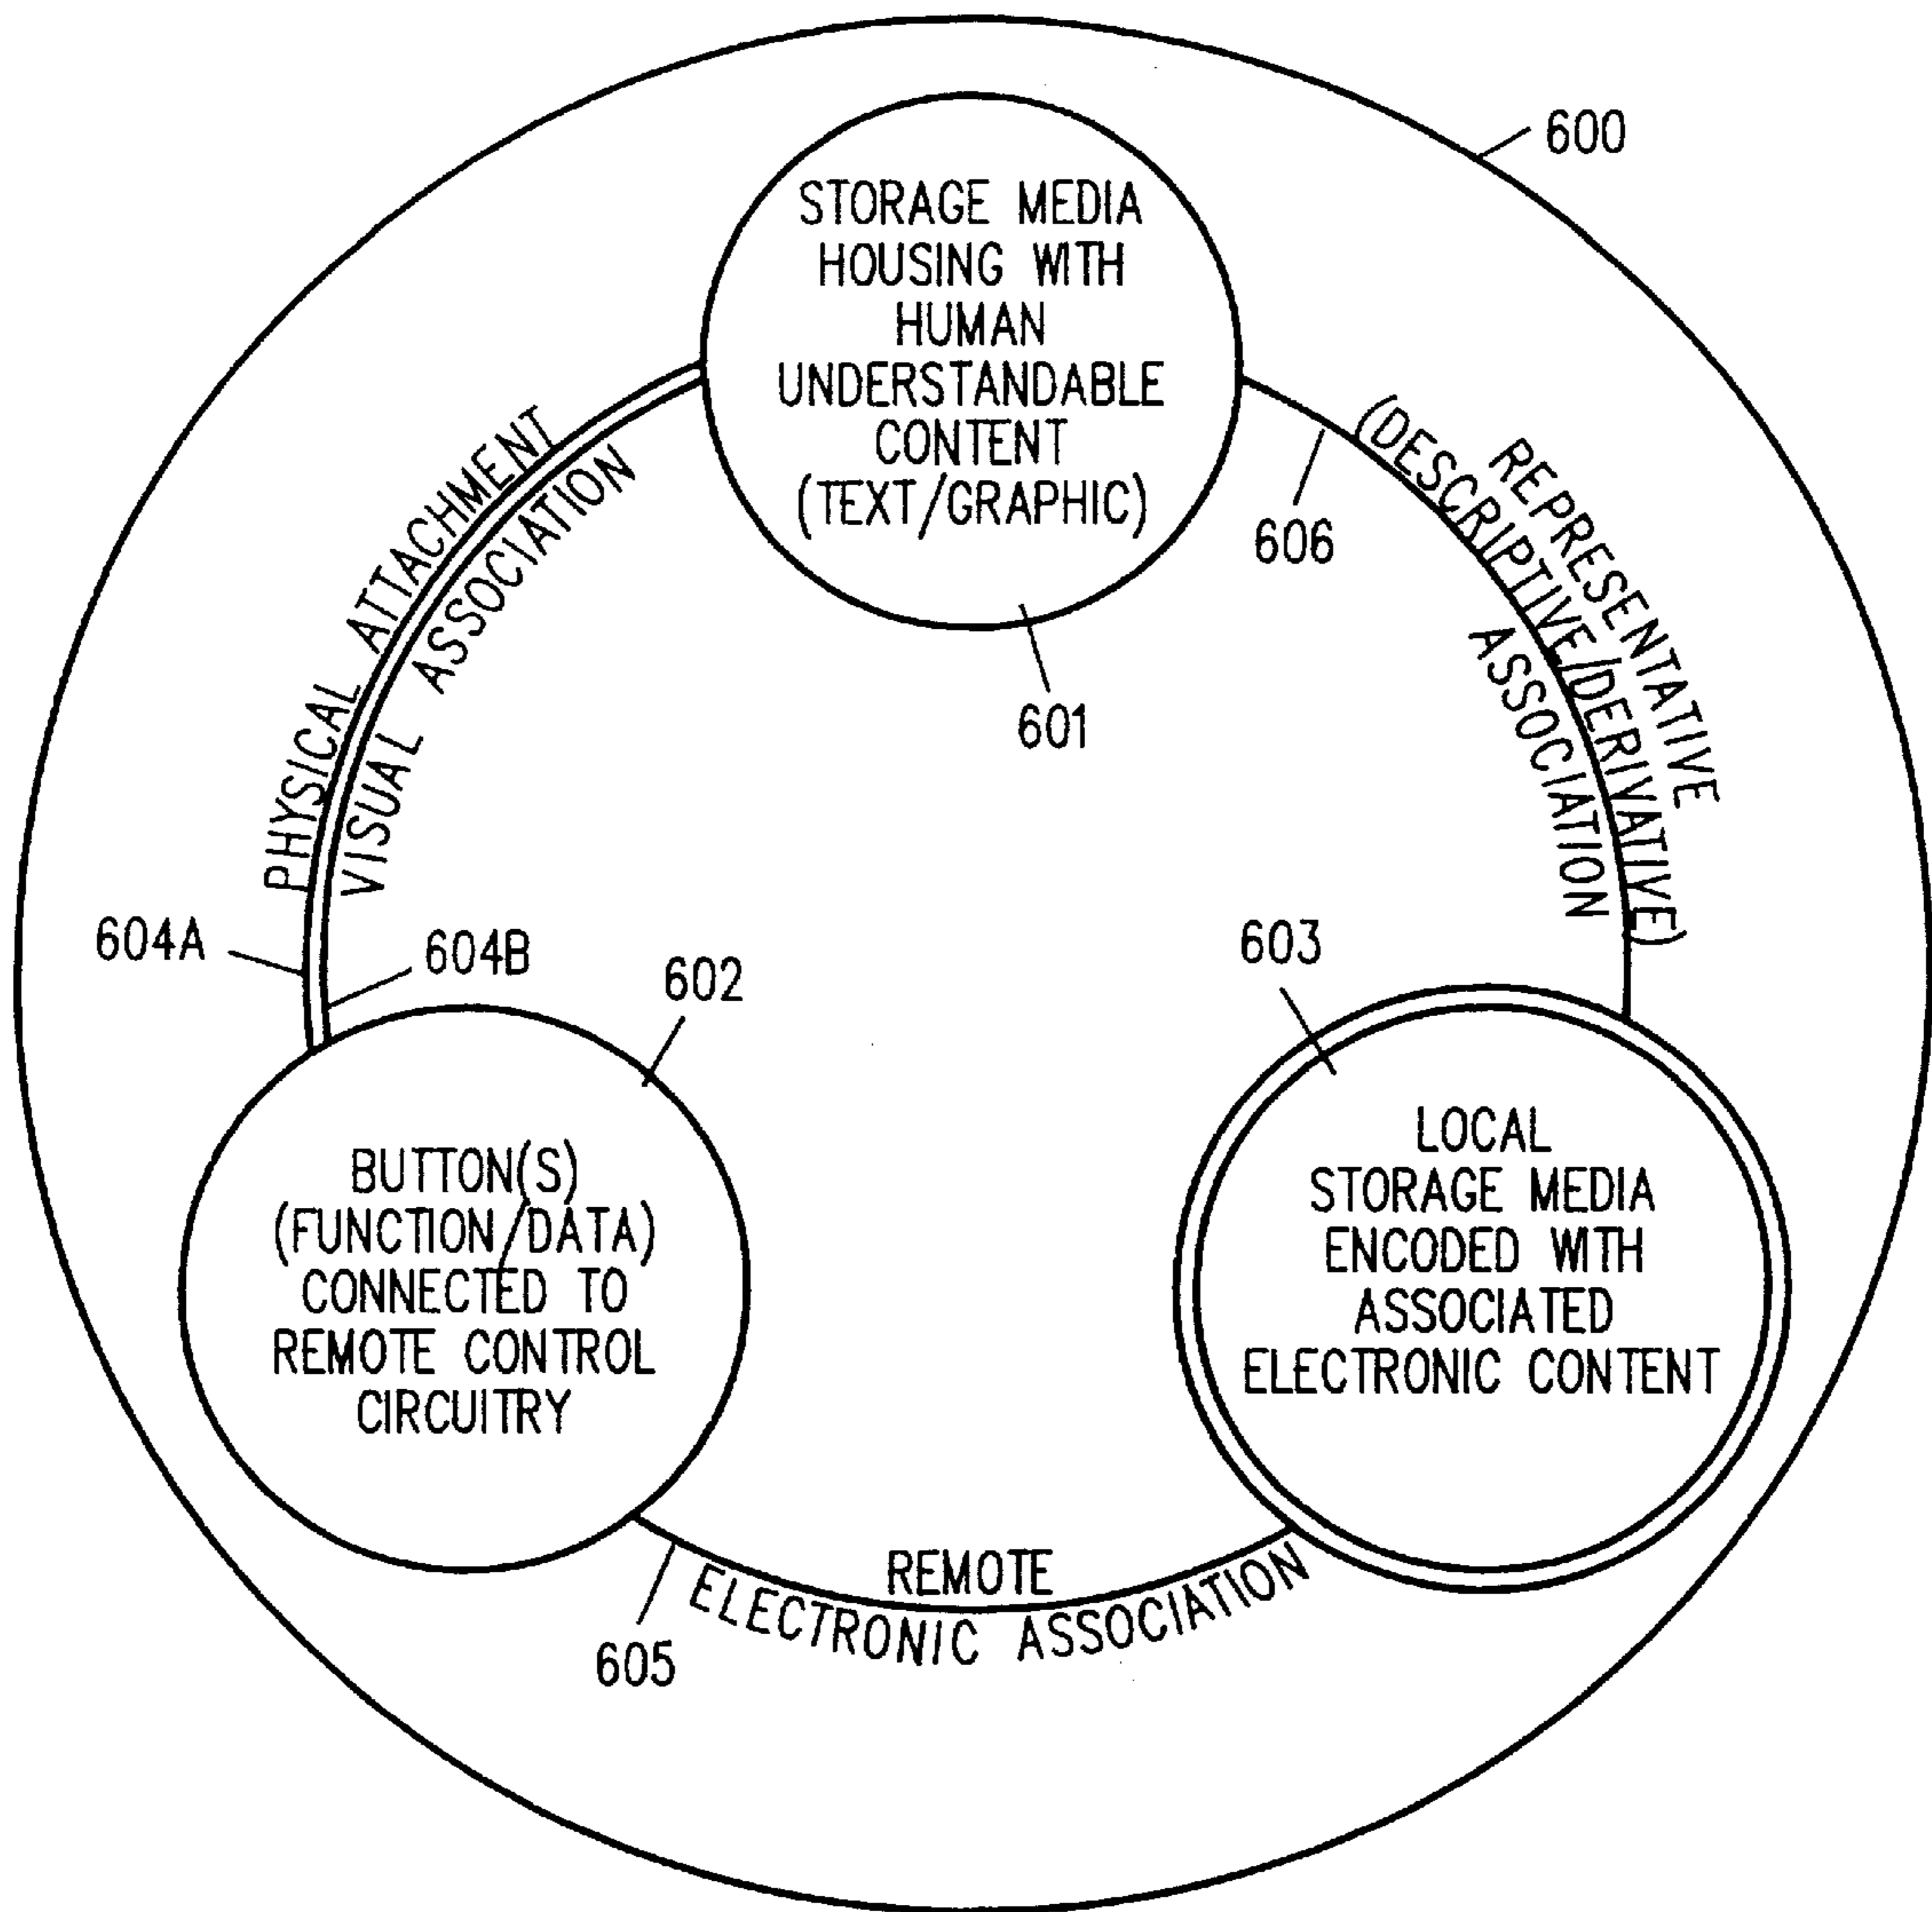 600
STORAGE MEDIA
HOUSING WITH
HUMAN
UNDERSTANDABLE
CONTENT
(TEXT/GRAPHIC)
601
606
PHYSICAL ATTACHMENT
VISUAL ASSOCIATION
REPRESENTATIVE
(DESCRIPTIVE/DERIVATIVE)
ASSOCIATION
604A
604B
602
603
BUTTON(S)
(FUNCTION/DATA)
CONNECTED TO
REMOTE CONTROL
CIRCUITRY
LOCAL
STORAGE MEDIA
ENCODED WITH
ASSOCIATED
ELECTRONIC CONTENT
REMOTE
ELECTRONIC ASSOCIATION
605